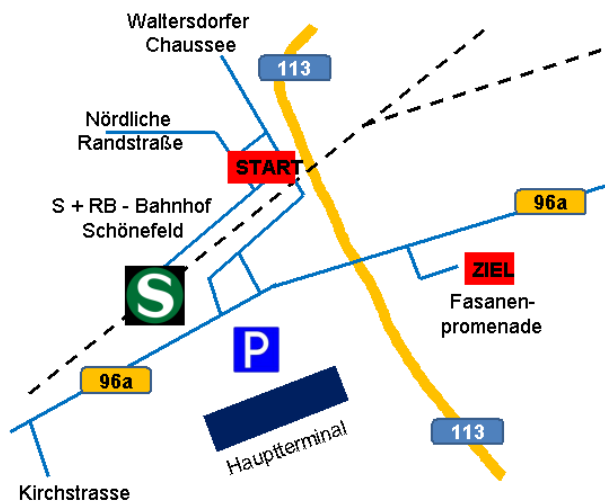 Waltersdorfer
Chaussee
113
Nördliche
Randstraße
START
S + RB - Bahnhof
Schönefeld
96a
S
ZIEL
Fasanen-
promenade
P
96a
Hauptterminal
113
Kirchstrasse